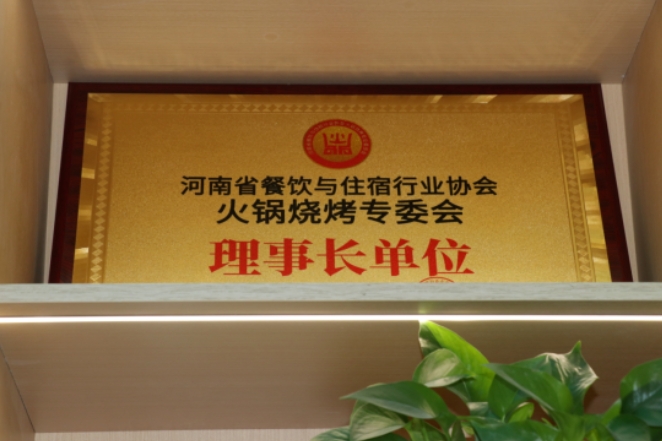 河南省餐饮与住宿行业协会
火锅烧烤专委会
理事长单位